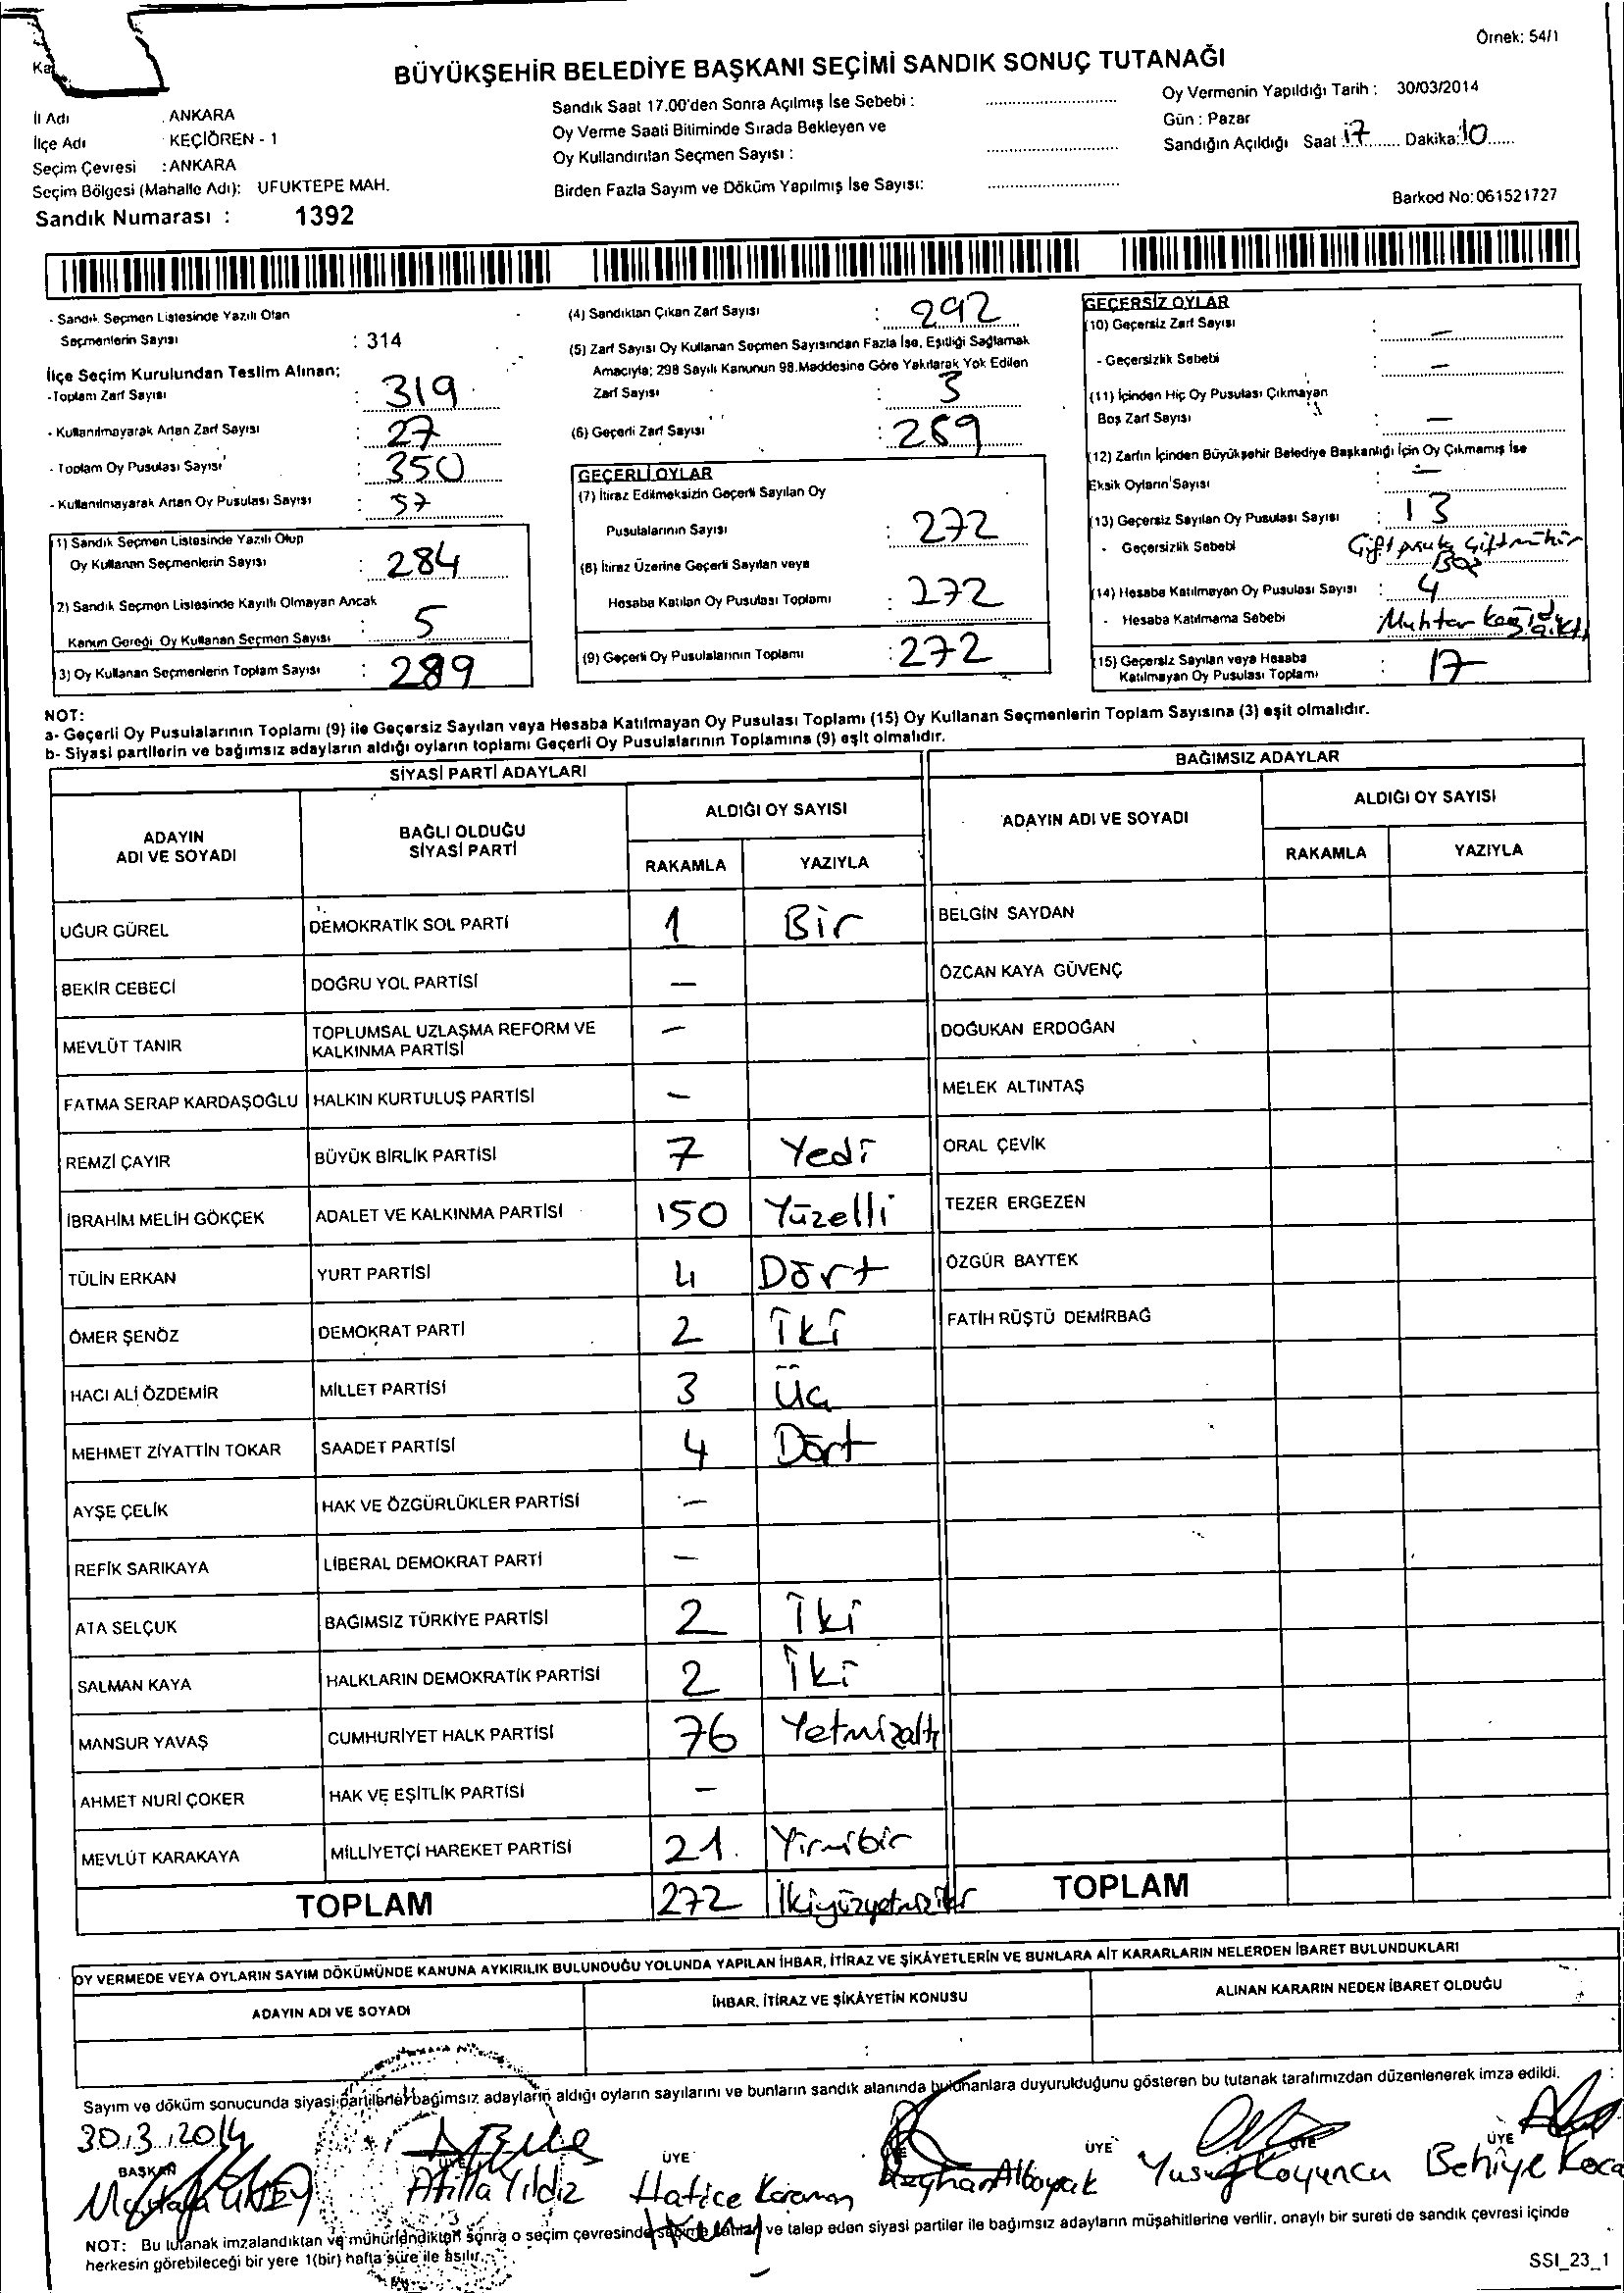 Örnek: 54/1
BÜYÜKŞEHİR BELEDİYE BAŞKANI SEÇİMİ SANDIK SONUÇ TUTANAĞI
İl Adı : ANKARA
İlçe Adı KEÇİÖREN - 1
Seçim Çevresi : ANKARA
Seçim Bölgesi (Mahalle Adı): UFUKTEPE MAH.
Sandık Numarası : 1392
Sandık Saat 17.00'den Sonra Açılmış İse Sebebi :
Oy Verme Saati Bitiminde Sırada Bekleyen ve
Oy Kullandırılan Seçmen Sayısı :
Birden Fazla Sayım ve Döküm Yapılmış İse Sayısı:
Oy Vermenin Yapıldığı Tarih : 30/03/2014
Gün : Pazar
Sandığın Açıldığı Saat 17 Dakika 10
Barkod No: 061521727
- Sandık Seçmen Listesinde Yazılı Olan
Seçmenlerin Sayısı : 314
İlçe Seçim Kurulundan Teslim Alınan:
- Toplam Zarf Sayısı : 319
- Kullanılmayarak Artan Zarf Sayısı : 27
- Toplam Oy Pusulası Sayısı : 350
- Kullanılmayarak Artan Oy Pusulası Sayısı : 57
1) Sandık Seçmen Listesinde Yazılı Olup
Oy Kullanan Seçmenlerin Sayısı : 284
2) Sandık Seçmen Listesinde Kayıtlı Olmayan Ancak
Kanun Gereği Oy Kullanan Seçmen Sayısı : 5
3) Oy Kullanan Seçmenlerin Toplam Sayısı : 289
(4) Sandıktan Çıkan Zarf Sayısı : 292
(5) Zarf Sayısı Oy Kullanan Seçmen Sayısından Fazla İse, Eşitliği Sağlamak
Amacıyla; 298 Sayılı Kanunun 98.Maddesine Göre Yakılarak Yok Edilen
Zarf Sayısı : 3
(6) Geçerli Zarf Sayısı : 289
GEÇERLİ OYLAR
(7) İtiraz Edilmeksizin Geçerli Sayılan Oy
Pusulalarının Sayısı : 272
(8) İtiraz Üzerine Geçerli Sayılan veya
Hesaba Katılan Oy Pusulası Toplamı : 272
(9) Geçerli Oy Pusulalarının Toplamı : 272
GEÇERSİZ OYLAR
(10) Geçersiz Zarf Sayısı : —
- Geçersizlik Sebebi : —
(11) İçinden Hiç Oy Pusulası Çıkmayan
Boş Zarf Sayısı : —
(12) Zarfın İçinden Büyükşehir Belediye Başkanlığı İçin Oy Çıkmamış İse
Eksik Oyların Sayısı : —
(13) Geçersiz Sayılan Oy Pusulası Sayısı : 13
- Geçersizlik Sebebi Çift mühür
Boş
(14) Hesaba Katılmayan Oy Pusulası Sayısı : 4
- Hesaba Katılmama Sebebi Muhtar
(15) Geçersiz Sayılan veya Hesaba
Katılmayan Oy Pusulası Toplamı : 17
NOT:
a- Geçerli Oy Pusulalarının Toplamı (9) ile Geçersiz Sayılan veya Hesaba Katılmayan Oy Pusulası Toplamı (15) Oy Kullanan Seçmenlerin Toplam Sayısına (3) eşit olmalıdır.
b- Siyasi partilerin ve bağımsız adayların aldığı oyların toplamı Geçerli Oy Pusulalarının Toplamına (9) eşit olmalıdır.
SİYASİ PARTİ ADAYLARI BAĞIMSIZ ADAYLAR
ADAYIN ADI VE SOYADI BAĞLI OLDUĞU SİYASİ PARTİ ALDIĞI OY SAYISI ADAYIN ADI VE SOYADI ALDIĞI OY SAYISI
RAKAMLA YAZIYLA RAKAMLA YAZIYLA
UĞUR GÜREL DEMOKRATİK SOL PARTİ 1 Bir BELGİN SAYDAN
BEKİR CEBECİ DOĞRU YOL PARTİSİ — ÖZCAN KAYA GÜVENÇ
MEVLÜT TANIR TOPLUMSAL UZLAŞMA REFORM VE KALKINMA PARTİSİ — DOĞUKAN ERDOĞAN
FATMA SERAP KARDAŞOĞLU HALKIN KURTULUŞ PARTİSİ — MELEK ALTINTAŞ
REMZİ ÇAYIR BÜYÜK BİRLİK PARTİSİ 7 Yedi ORAL ÇEVİK
İBRAHİM MELİH GÖKÇEK ADALET VE KALKINMA PARTİSİ 150 Yüzelli TEZER ERGEZEN
TÜLİN ERKAN YURT PARTİSİ 4 Dört ÖZGÜR BAYTEK
ÖMER ŞENÖZ DEMOKRAT PARTİ 2 İki FATİH RÜŞTÜ DEMİRBAĞ
HACI ALİ ÖZDEMİR MİLLET PARTİSİ 3 Üç
MEHMET ZİYATTİN TOKAR SAADET PARTİSİ 4 Dört
AYŞE ÇELİK HAK VE ÖZGÜRLÜKLER PARTİSİ —
REFİK SARIKAYA LİBERAL DEMOKRAT PARTİ —
ATA SELÇUK BAĞIMSIZ TÜRKİYE PARTİSİ 2 İki
SALMAN KAYA HALKLARIN DEMOKRATİK PARTİSİ 2 İki
MANSUR YAVAŞ CUMHURİYET HALK PARTİSİ 76 Yetmişaltı
AHMET NURİ ÇOKER HAK VE EŞİTLİK PARTİSİ —
MEVLÜT KARAKAYA MİLLİYETÇİ HAREKET PARTİSİ 21. Yirmibir
TOPLAM 272 İkiyüzyetmişiki TOPLAM
OY VERMEDE VEYA OYLARIN SAYIM DÖKÜMÜNDE KANUNA AYKIRILIK BULUNDUĞU YOLUNDA YAPILAN İHBAR, İTİRAZ VE ŞİKÂYETLERİN VE BUNLARA AİT KARARLARIN NELERDEN İBARET BULUNDUKLARI
ADAYIN ADI VE SOYADI İHBAR, İTİRAZ VE ŞİKÂYETİN KONUSU ALINAN KARARIN NEDEN İBARET OLDUĞU
Sayım ve döküm sonucunda siyasi partilerle bağımsız adayların aldığı oyların sayılarını ve bunların sandık alanında bulunanlara duyurulduğunu gösteren bu tutanak tarafımızdan düzenlenerek imza edildi.
30.3.2014
BAŞKAN ÜYE ÜYE ÜYE ÜYE ÜYE
Mustafa Atilla Yıldız Hatice Karaman Reyhan Albayrak Yusuf Koyuncu Behiye Koca
NOT: Bu tutanak imzalandıktan ve mühürlendikten sonra o seçim çevresinde seçime katılan ve talep eden siyasi partiler ile bağımsız adayların müşahitlerine verilir, onaylı bir sureti de sandık çevresi içinde
herkesin görebileceği bir yere 1(bir) hafta süre ile asılır.
SSI_23_1